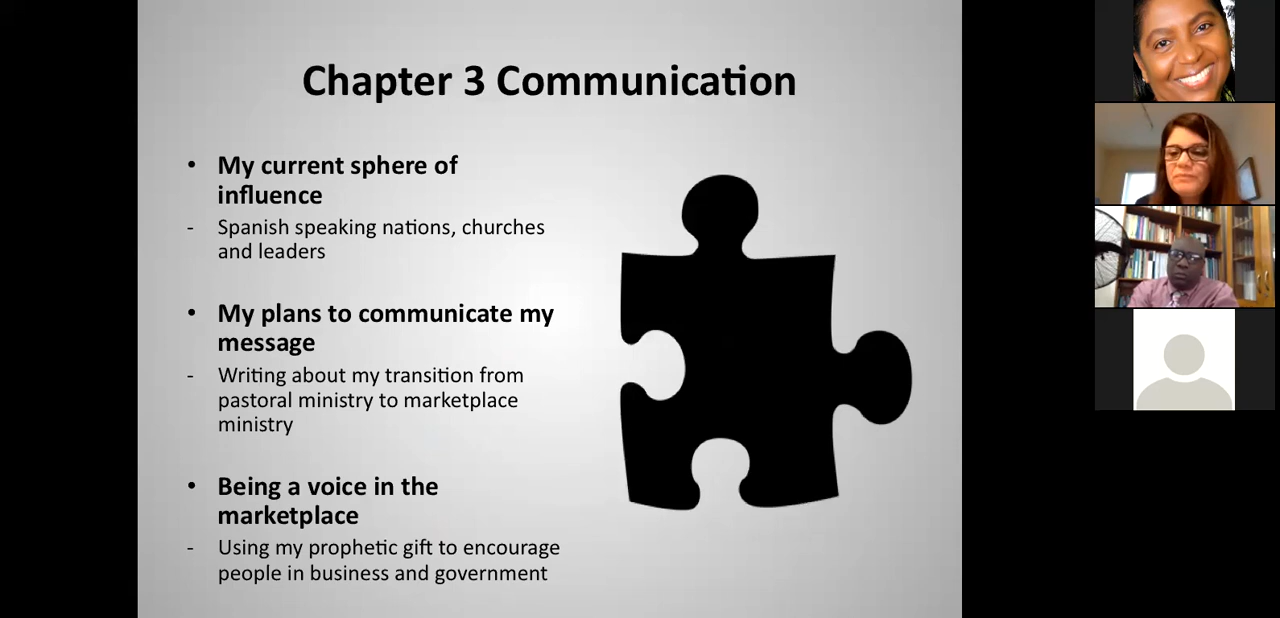 Chapter 3 Communication
• My current sphere of
influence
- Spanish speaking nations, churches
and leaders
• My plans to communicate my
message
- Writing about my transition from
pastoral ministry to marketplace
ministry
• Being a voice in the
marketplace
- Using my prophetic gift to encourage
people in business and government